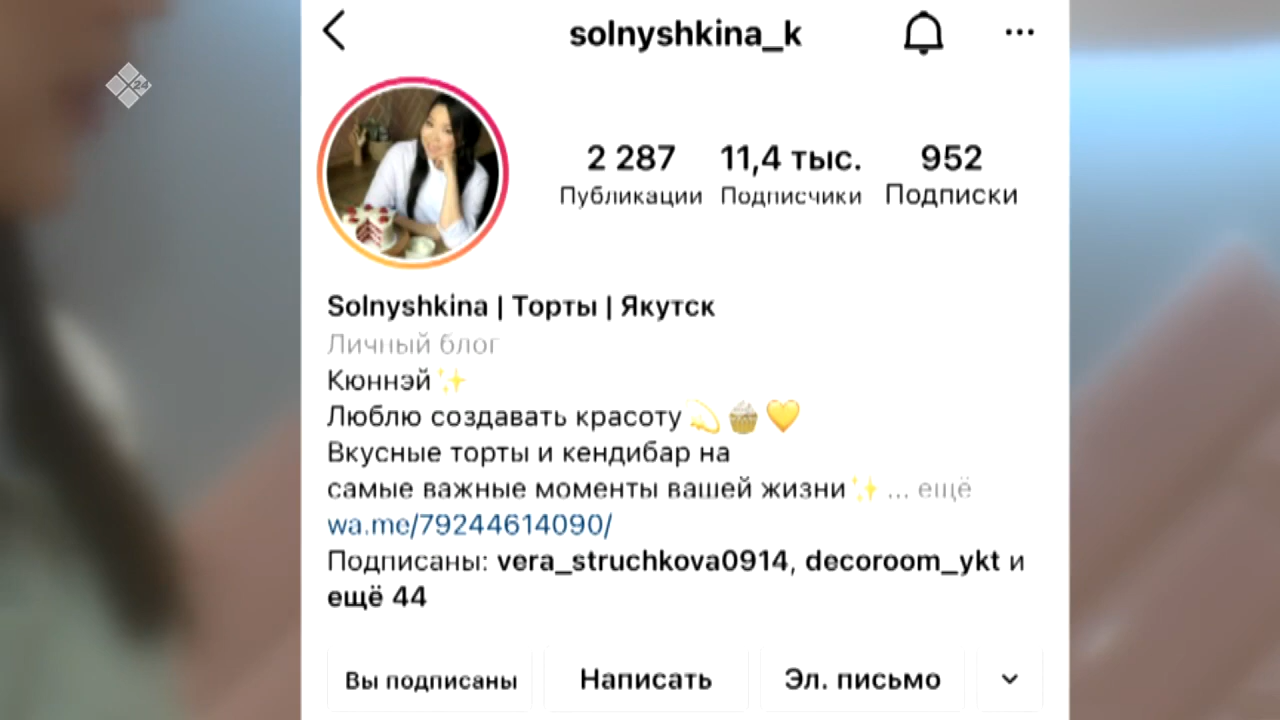 24
solnyshkina_k
2 287 11,4 тыс. 952
Публикации Подписчики Подписки
Solnyshkina | Торты | Якутск
Личный блог
Кюннэй✨
Люблю создавать красоту💫🧁💛
Вкусные торты и кендибар на
самые важные моменты вашей жизни✨... ещё
wa.me/79244614090/
Подписаны: vera_struchkova0914, decoroom_ykt и
ещё 44
Вы подписаны Написать Эл. письмо